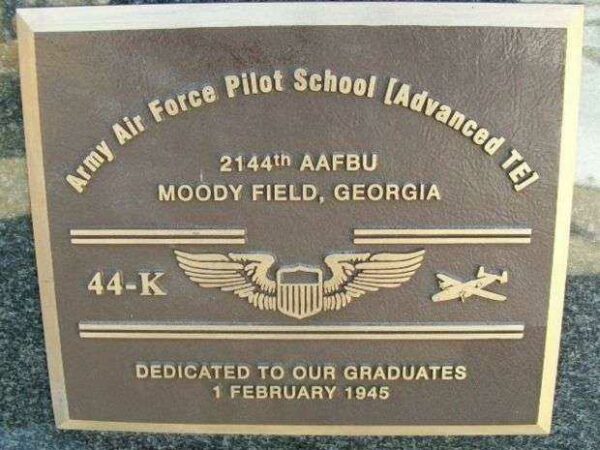 Army Air Force Pilot School [Advanced TE]
2144th AAFBU
MOODY FIELD, GEORGIA
44-K
DEDICATED TO OUR GRADUATES
1 FEBRUARY 1945